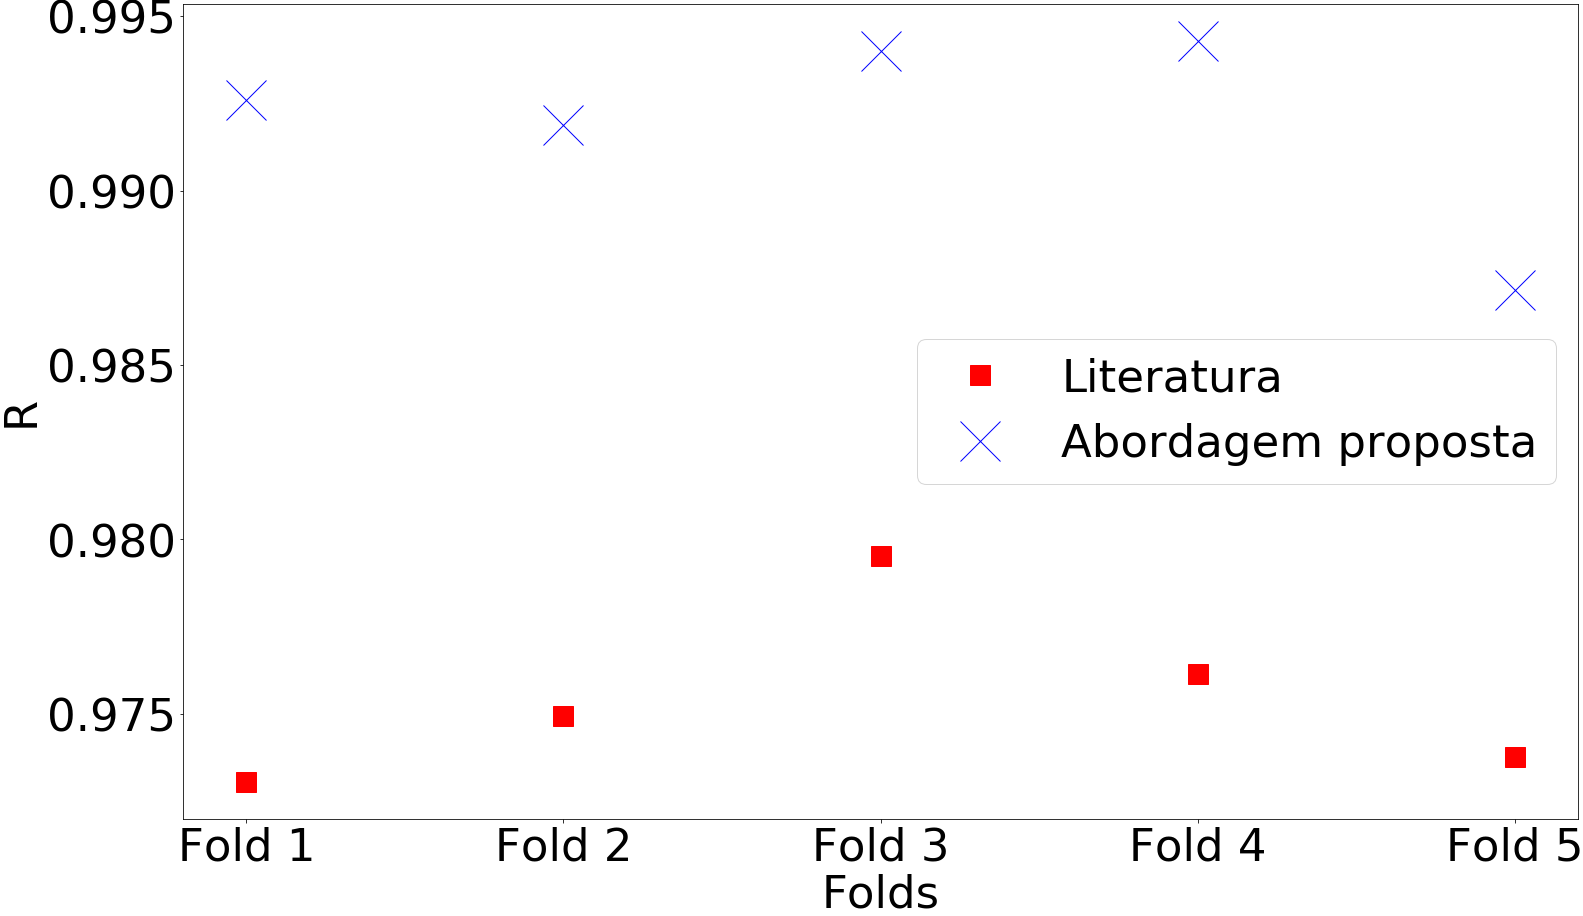 0.995
0.990
0.985
0.980
0.975
R
Literatura
Abordagem proposta
Fold 1
Fold 2
Fold 3
Fold 4
Fold 5
Folds